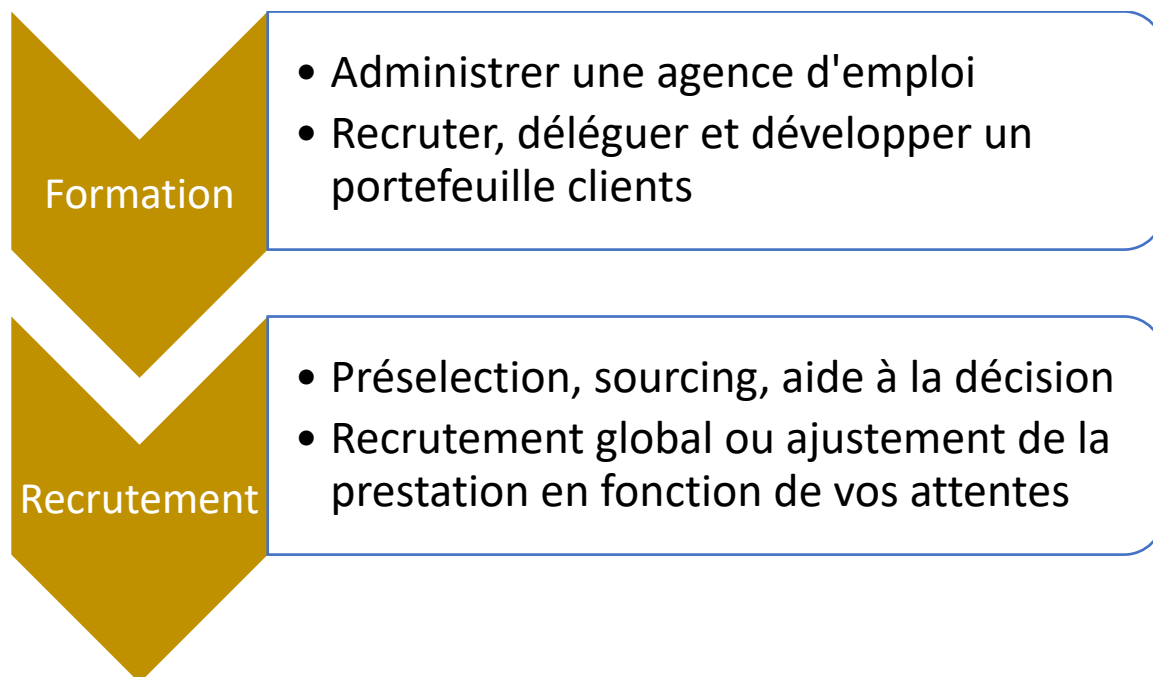 Formation
• Administrer une agence d'emploi
• Recruter, déléguer et développer un
portefeuille clients
Recrutement
• Préselection, sourcing, aide à la décision
• Recrutement global ou ajustement de la
prestation en fonction de vos attentes